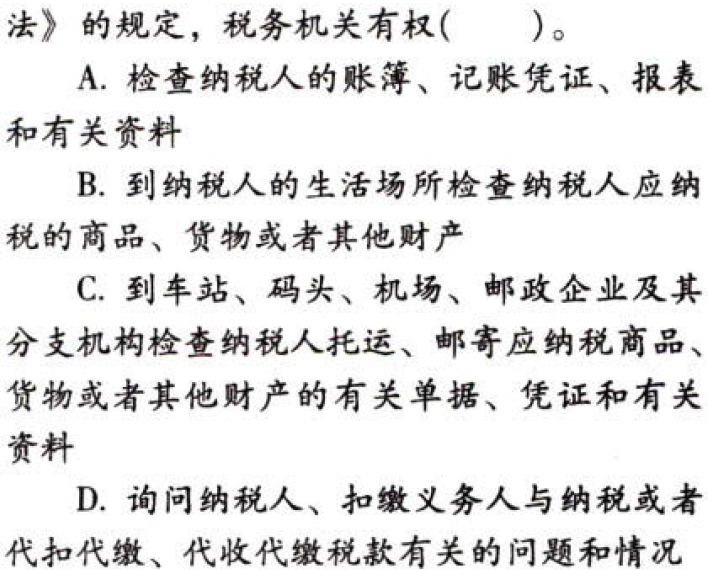 法》的规定，税务机关有权(　　)。
A. 检查纳税人的账簿、记账凭证、报表
和有关资料
B. 到纳税人的生活场所检查纳税人应纳
税的商品、货物或者其他财产
C. 到车站、码头、机场、邮政企业及其
分支机构检查纳税人托运、邮寄应纳税商品、
货物或者其他财产的有关单据、凭证和有关
资料
D. 询问纳税人、扣缴义务人与纳税或者
代扣代缴、代收代缴税款有关的问题和情况